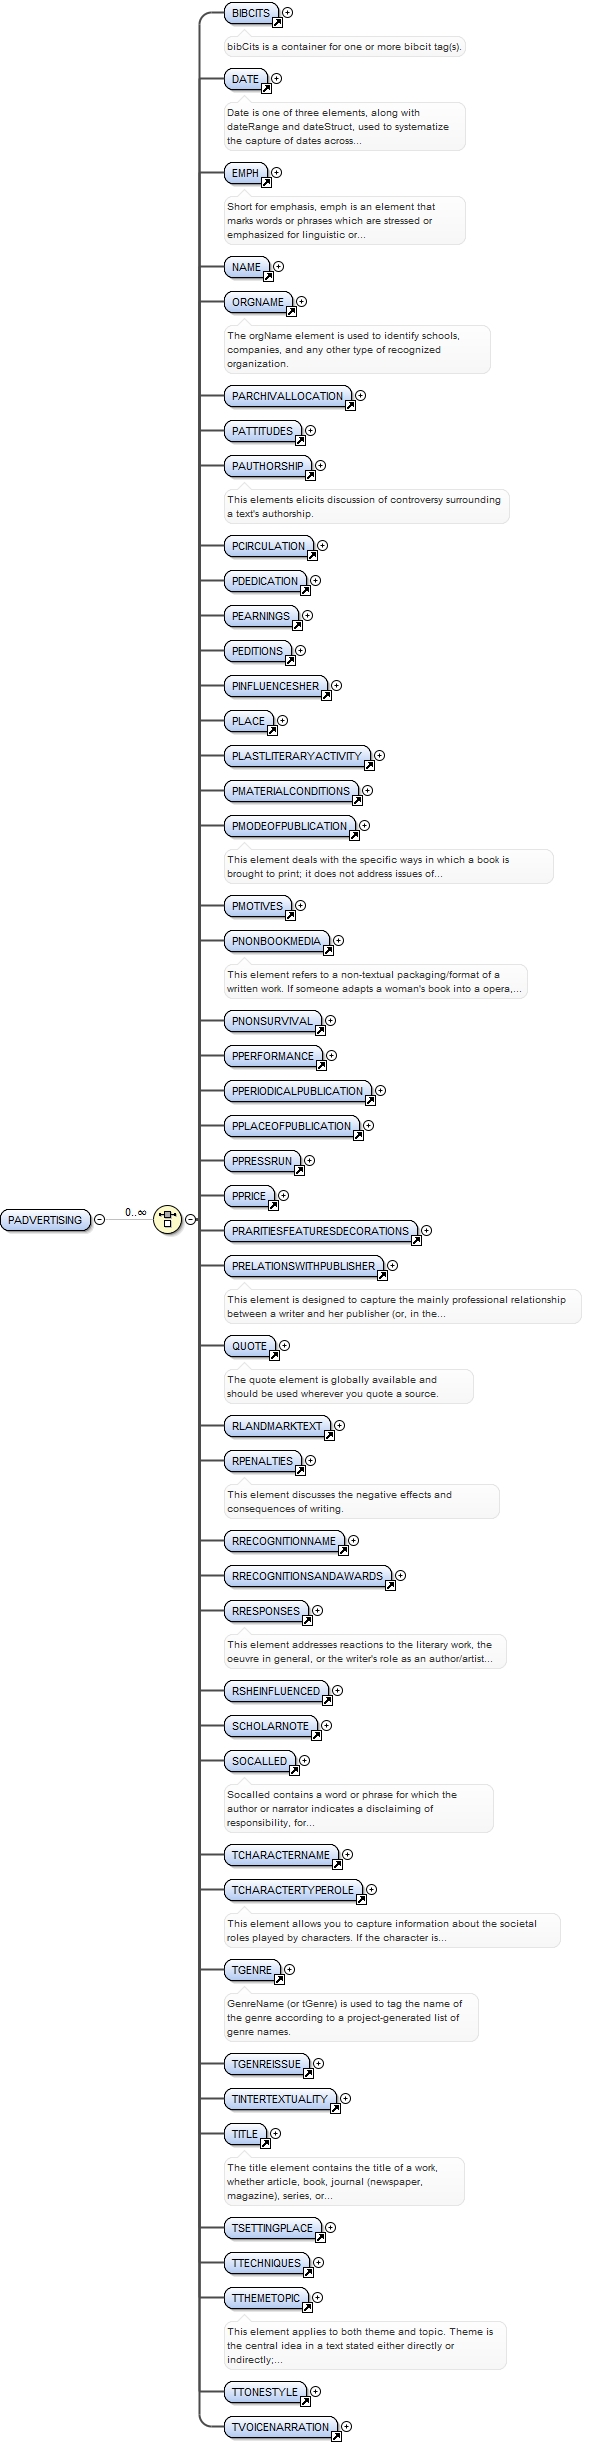 BIBCITS
bibCits is a container for one or more bibcit tag(s).
DATE
Date is one of three elements, along with
dateRange and dateStruct, used to systematize
the capture of dates across...
EMPH
Short for emphasis, emph is an element that
marks words or phrases which are stressed or
emphasized for linguistic or...
NAME
ORGNAME
The orgName element is used to identify schools,
companies, and any other type of recognized
organization.
PARCHIVALLOCATION
PATTITUDES
PAUTHORSHIP
This elements elicits discussion of controversy surrounding
a text's authorship.
PCIRCULATION
PDEDICATION
PEARNINGS
PEDITIONS
PINFLUENCESHER
PLACE
PLASTLITERARYACTIVITY
PMATERIALCONDITIONS
PMODEOFPUBLICATION
This element deals with the specific ways in which a book is
brought to print; it does not address issues of...
PMOTIVES
PNONBOOKMEDIA
This element refers to a non-textual packaging/format of a
written work. If someone adapts a woman's book into a opera,...
PNONSURVIVAL
PPERFORMANCE
PPERIODICALPUBLICATION
PPLACEOFPUBLICATION
PPRESSRUN
PPRICE
PADVERTISING 0..∞
PRARITIESFEATURESDECORATIONS
PRELATIONSWITHPUBLISHER
This element is designed to capture the mainly professional relationship
between a writer and her publisher (or, in the...
QUOTE
The quote element is globally available and
should be used wherever you quote a source.
RLANDMARKTEXT
RPENALTIES
This element discusses the negative effects and
consequences of writing.
RRECOGNITIONNAME
RRECOGNITIONSANDAWARDS
RRESPONSES
This element addresses reactions to the literary work, the
oeuvre in general, or the writer's role as an author/artist...
RSHEINFLUENCED
SCHOLARNOTE
SOCALLED
Socalled contains a word or phrase for which the
author or narrator indicates a disclaiming of
responsibility, for...
TCHARACTERNAME
TCHARACTERTYPEROLE
This element allows you to capture information about the societal
roles played by characters. If the character is...
TGENRE
GenreName (or tGenre) is used to tag the name of
the genre according to a project-generated list of
genre names.
TGENREISSUE
TINTERTEXTUALITY
TITLE
The title element contains the title of a work,
whether article, book, journal (newspaper,
magazine), series, or...
TSETTINGPLACE
TTECHNIQUES
TTHEMETOPIC
This element applies to both theme and topic. Theme is
the central idea in a text stated either directly or
indirectly;...
TTONESTYLE
TVOICENARRATION